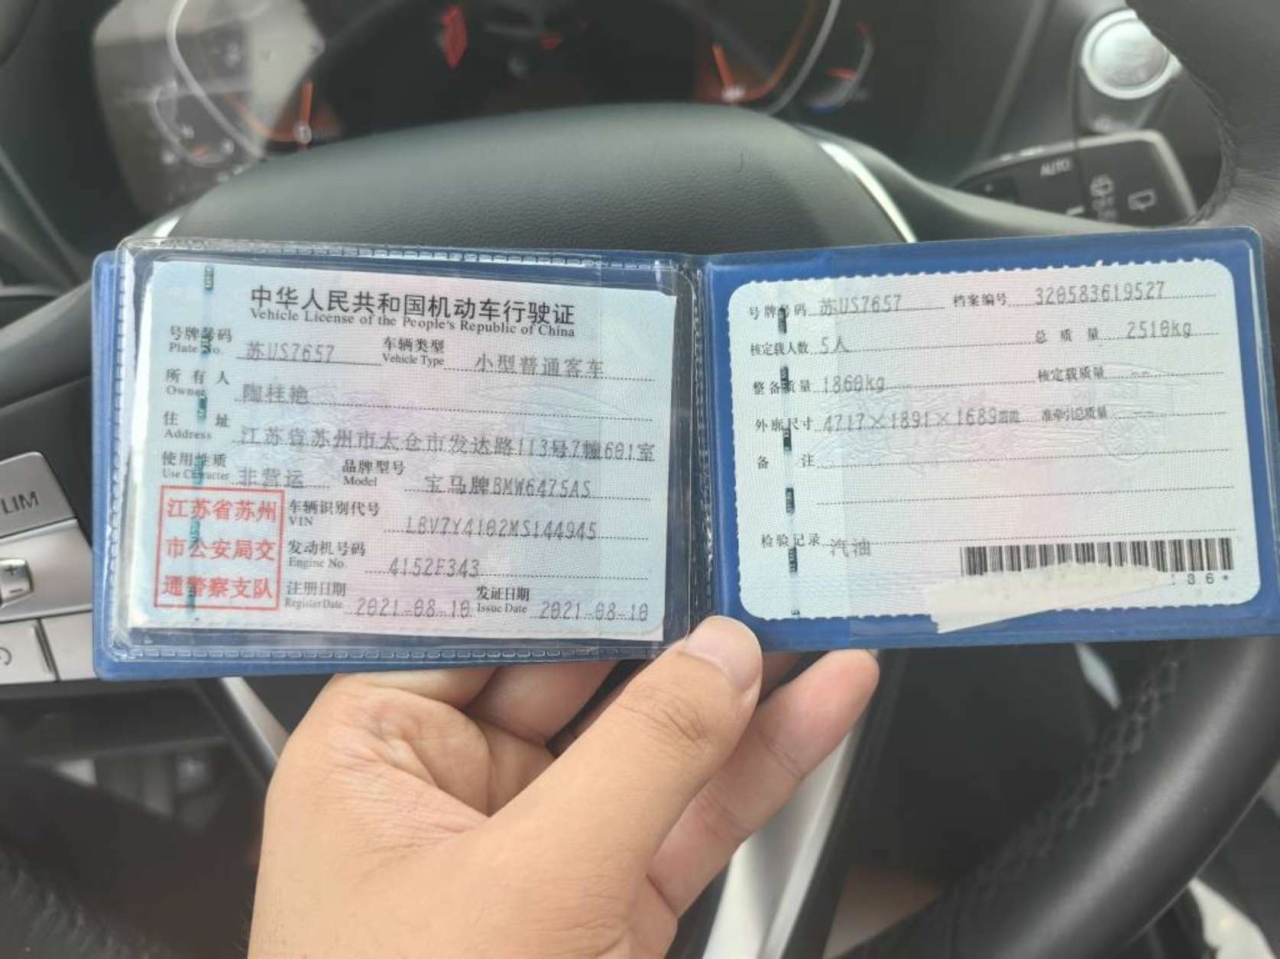 中华人民共和国机动车行驶证
Vehicle License of the People's Republic of China
号牌号码 苏US7657 车辆类型 小型普通客车
Plate No. Vehicle Type
所有人 陶桂艳
Owner
住址 江苏省苏州市太仓市发达路113号7幢601室
Address
使用性质 非营运 品牌型号 宝马牌BMW6475AS
Use Character Model
江苏省苏州
市公安局交
通警察支队
车辆识别代号 LBV7Y4102MS144945
VIN
发动机号码 4152F343
Engine No.
注册日期 2021-08-10 发证日期 2021-08-10
Register Date Issue Date
号牌号码 苏US7657 档案编号 320583619527
核定载人数 5人 总质量 2510kg
整备质量 1860kg 核定载质量 --
外廓尺寸 4717×1891×1689mm 准牵引总质量 --
备注
检验记录 汽油
AUTO
LIM